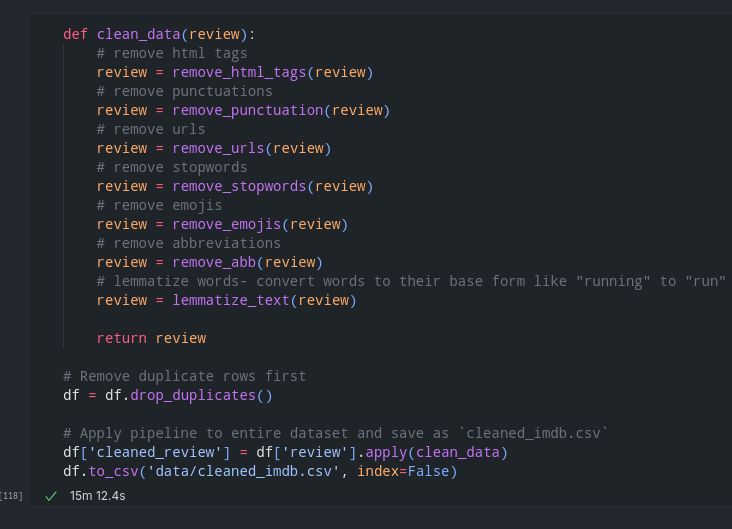 def clean_data(review):
    # remove html tags
    review = remove_html_tags(review)
    # remove punctuations
    review = remove_punctuation(review)
    # remove urls
    review = remove_urls(review)
    # remove stopwords
    review = remove_stopwords(review)
    # remove emojis
    review = remove_emojis(review)
    # remove abbreviations
    review = remove_abb(review)
    # lemmatize words- convert words to their base form like "running" to "run"
    review = lemmatize_text(review)

    return review

# Remove duplicate rows first
df = df.drop_duplicates()

# Apply pipeline to entire dataset and save as `cleaned_imdb.csv`
df['cleaned_review'] = df['review'].apply(clean_data)
df.to_csv('data/cleaned_imdb.csv', index=False)
[118] ✓ 15m 12.4s